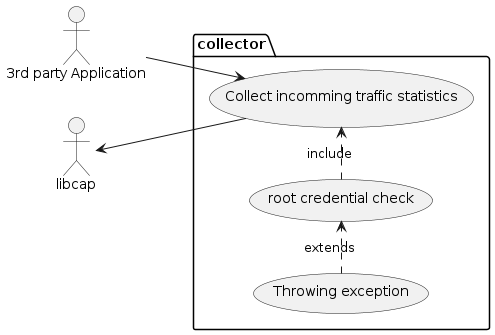 collector
3rd party Application
Collect incomming traffic statistics
libcap
include
root credential check
extends
Throwing exception